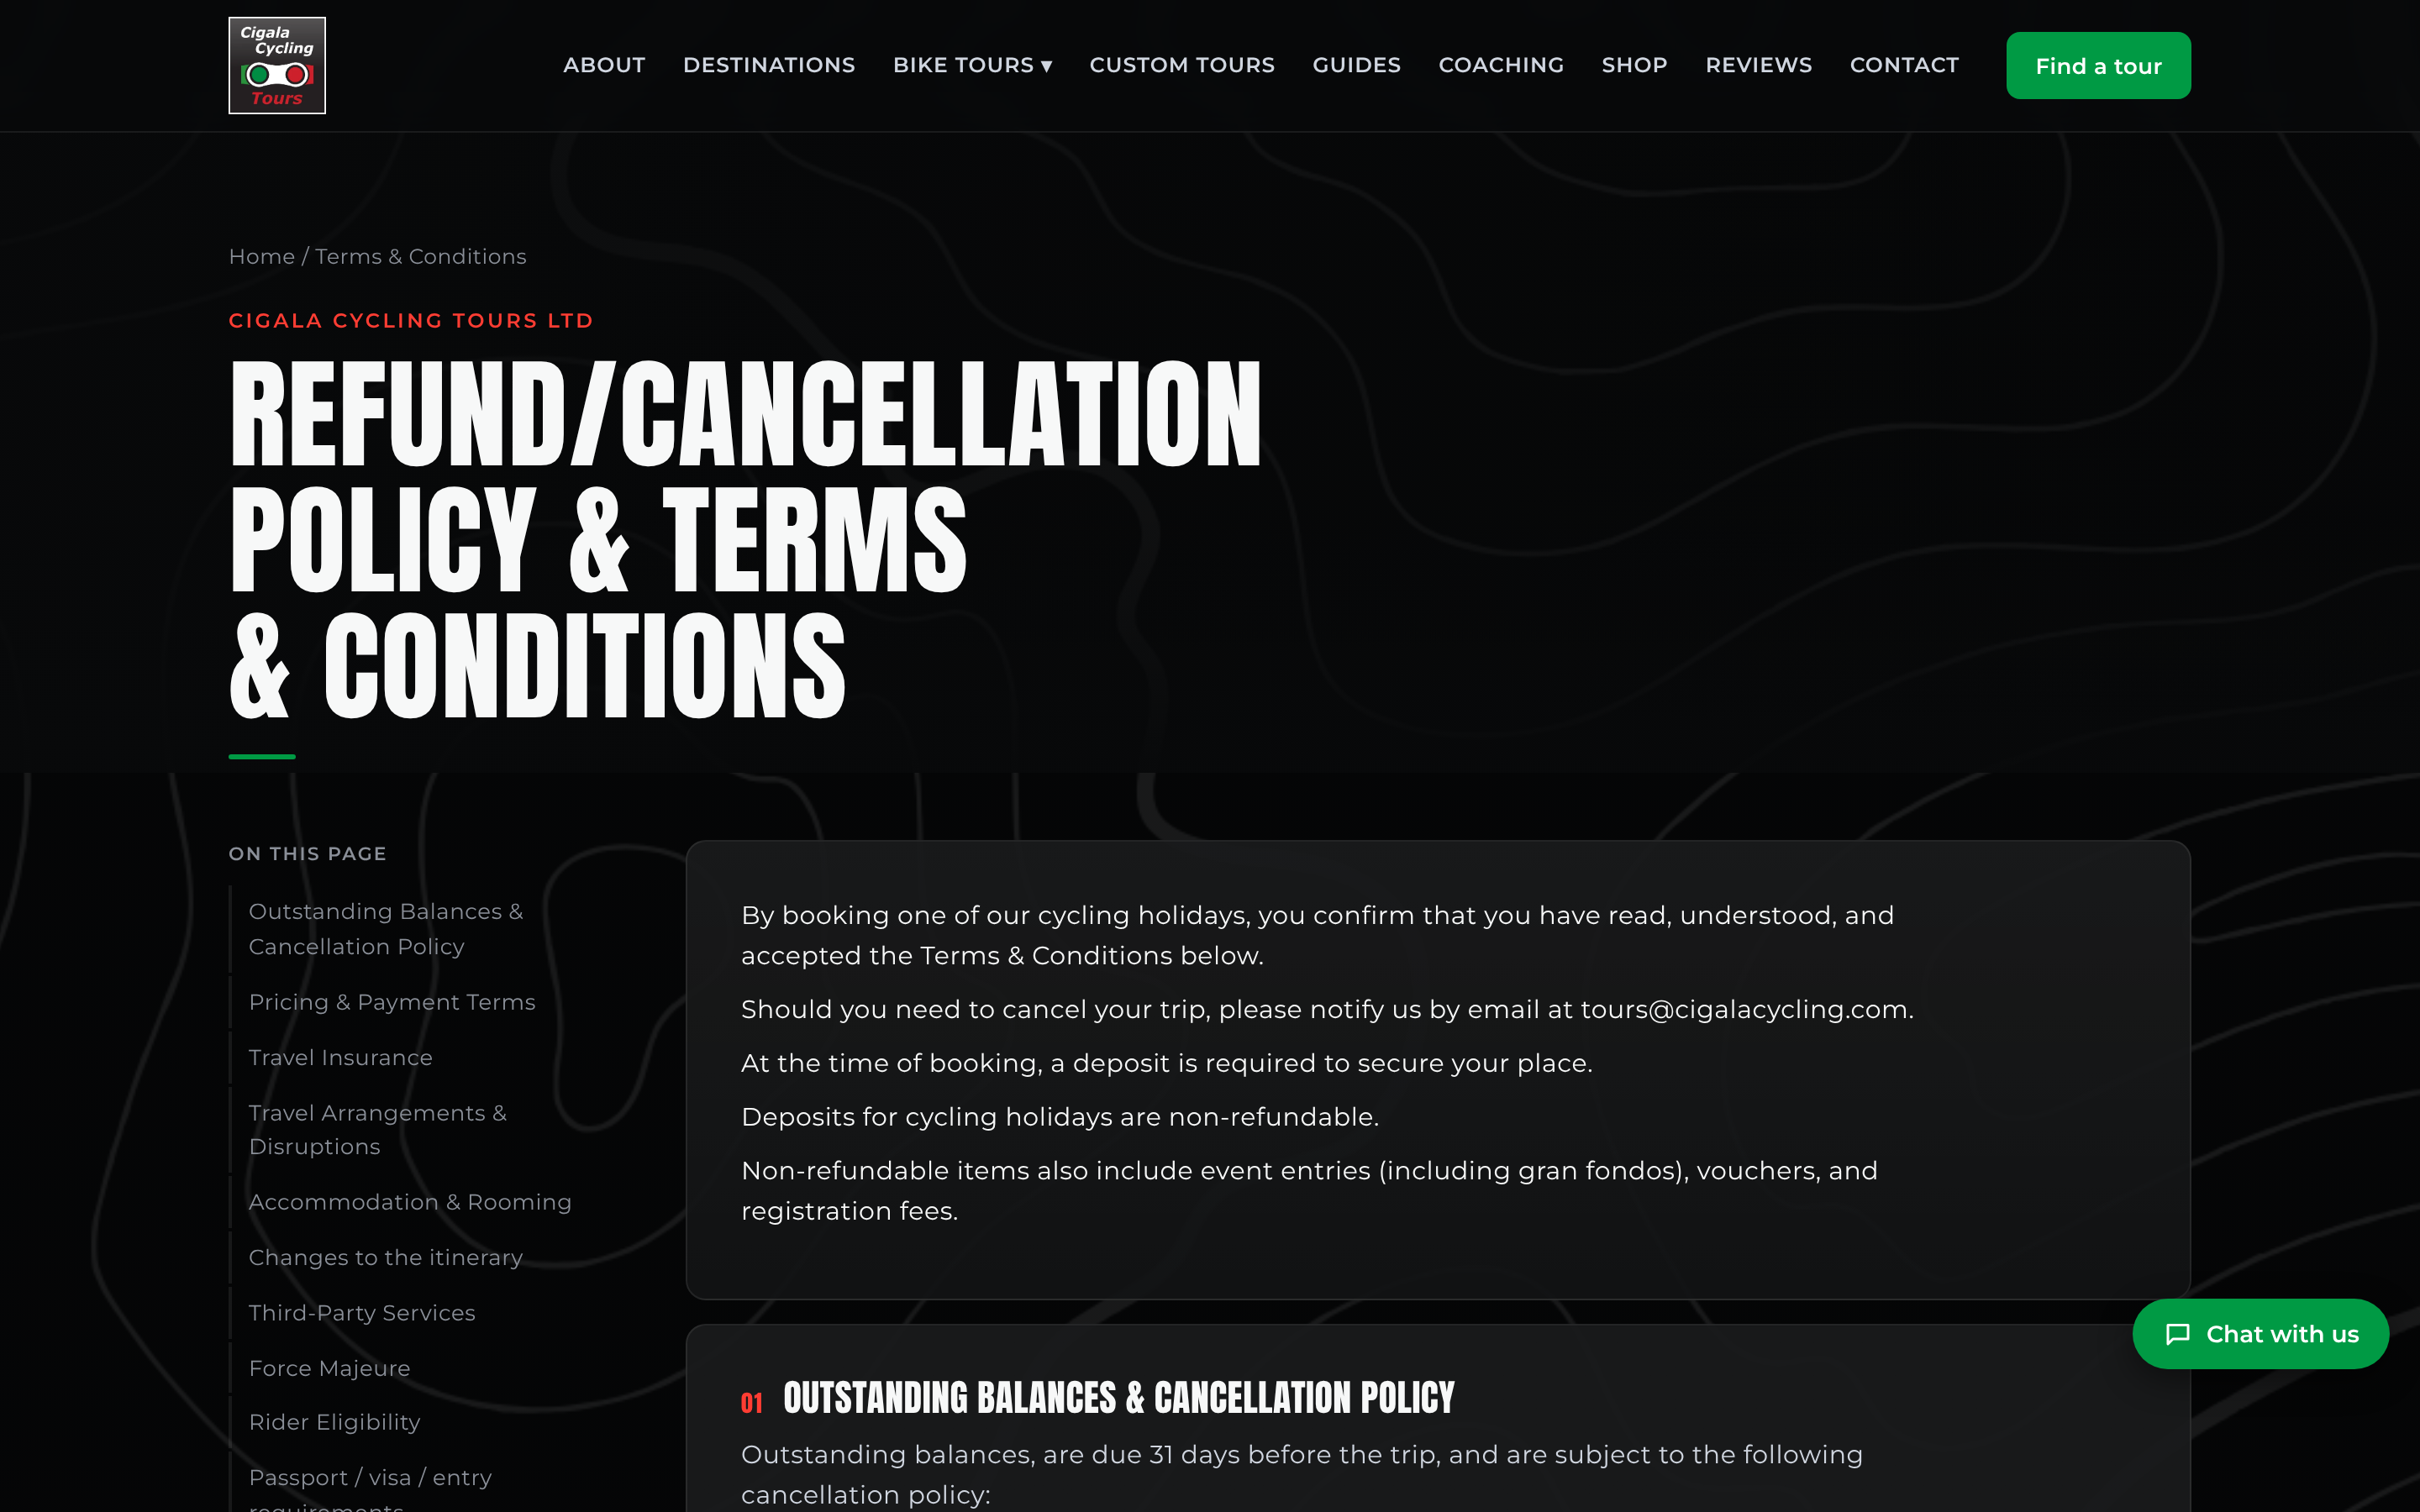 Cigala
Cycling
Tours
ABOUT
DESTINATIONS
BIKE TOURS ▾
CUSTOM TOURS
GUIDES
COACHING
SHOP
REVIEWS
CONTACT
Find a tour
Home / Terms & Conditions
CIGALA CYCLING TOURS LTD
REFUND/CANCELLATION
POLICY & TERMS
& CONDITIONS
ON THIS PAGE
Outstanding Balances &
Cancellation Policy
Pricing & Payment Terms
Travel Insurance
Travel Arrangements &
Disruptions
Accommodation & Rooming
Changes to the itinerary
Third-Party Services
Force Majeure
Rider Eligibility
Passport / visa / entry
requirements
By booking one of our cycling holidays, you confirm that you have read, understood, and
accepted the Terms & Conditions below.
Should you need to cancel your trip, please notify us by email at tours@cigalacycling.com.
At the time of booking, a deposit is required to secure your place.
Deposits for cycling holidays are non-refundable.
Non-refundable items also include event entries (including gran fondos), vouchers, and
registration fees.
01 OUTSTANDING BALANCES & CANCELLATION POLICY
Outstanding balances, are due 31 days before the trip, and are subject to the following
cancellation policy:
Chat with us